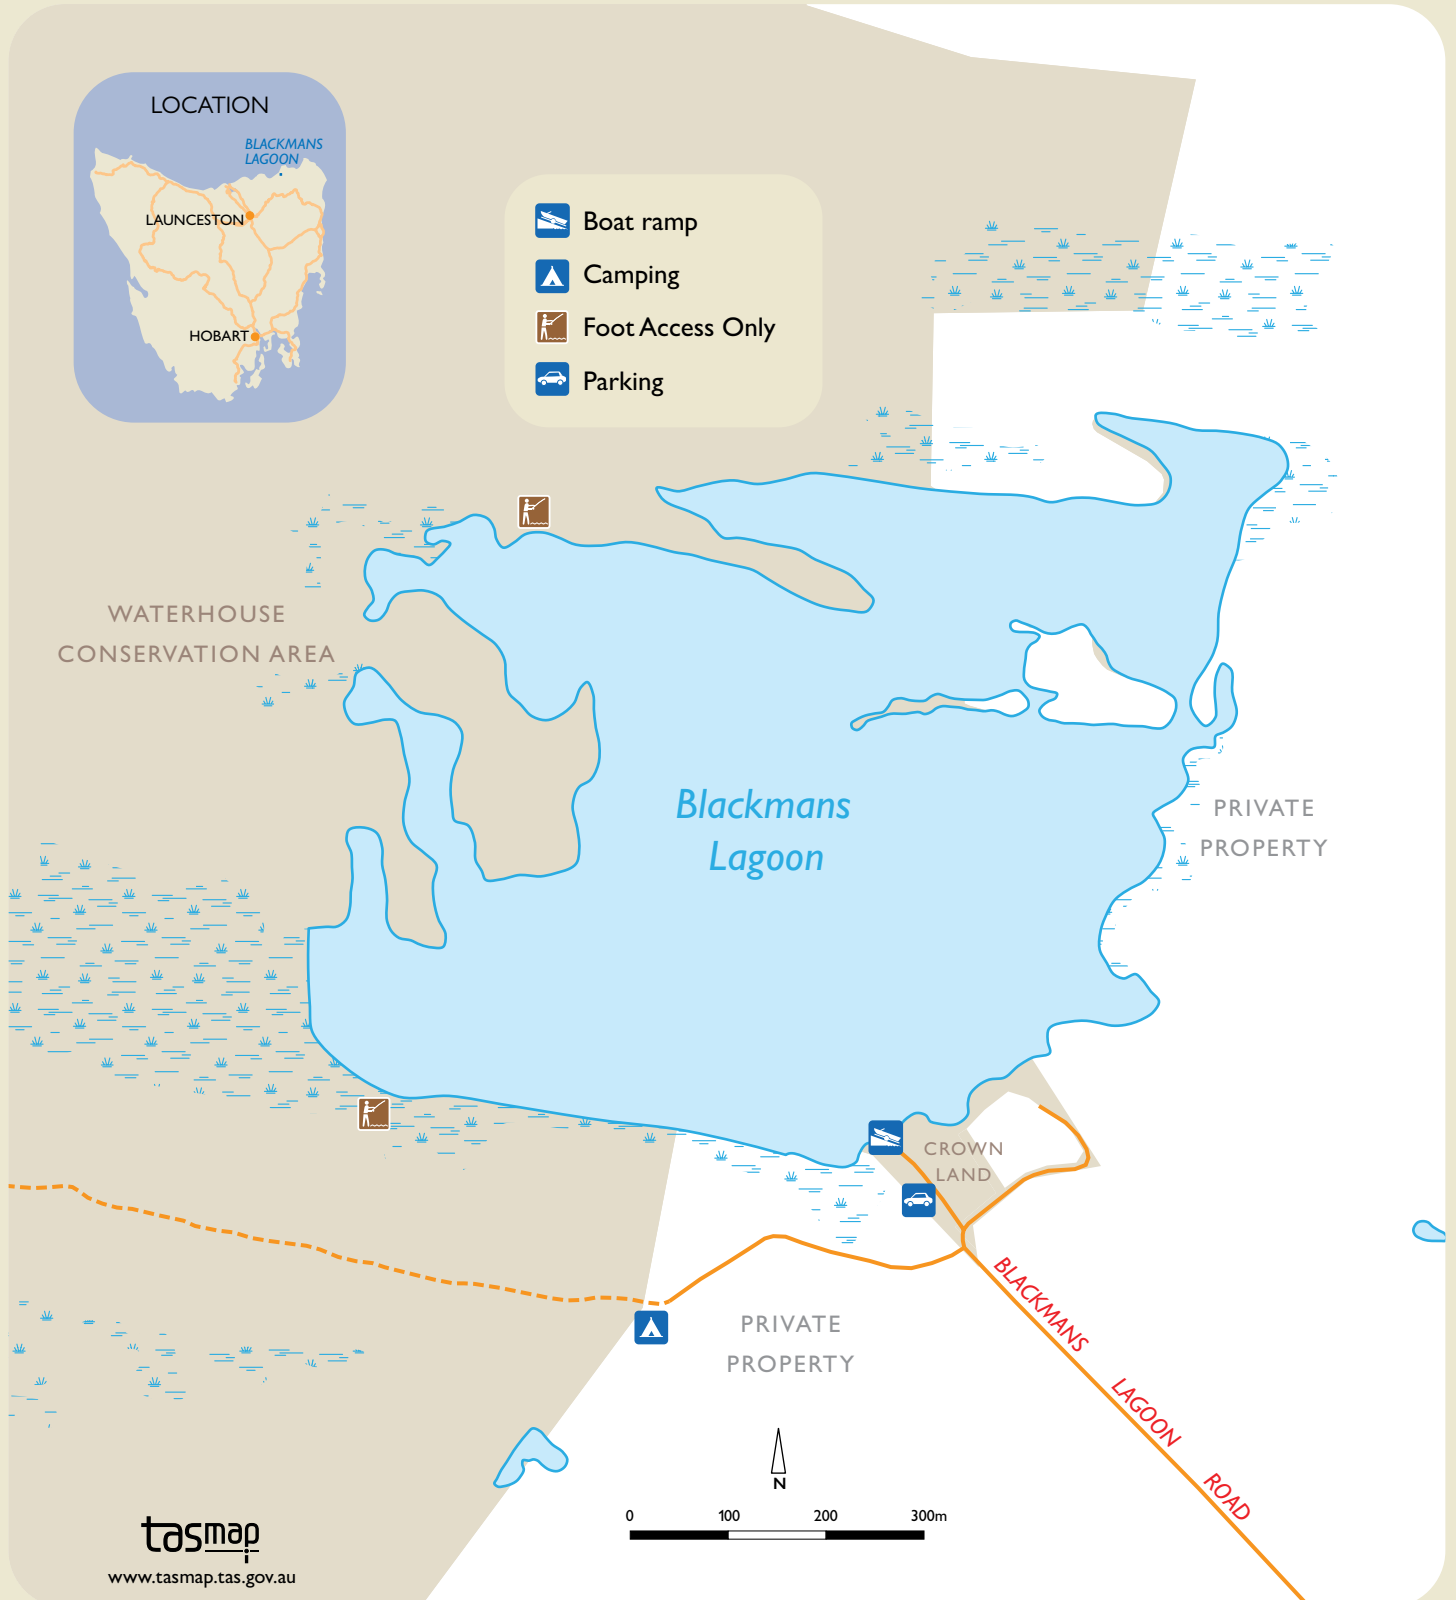 LOCATION
BLACKMANS
LAGOON
LAUNCESTON
HOBART
Boat ramp
Camping
Foot Access Only
Parking
WATERHOUSE
CONSERVATION AREA
Blackmans
Lagoon
PRIVATE
PROPERTY
CROWN
LAND
PRIVATE
PROPERTY
BLACKMANS
LAGOON
ROAD
N
0 100 200 300m
tasmap
www.tasmap.tas.gov.au